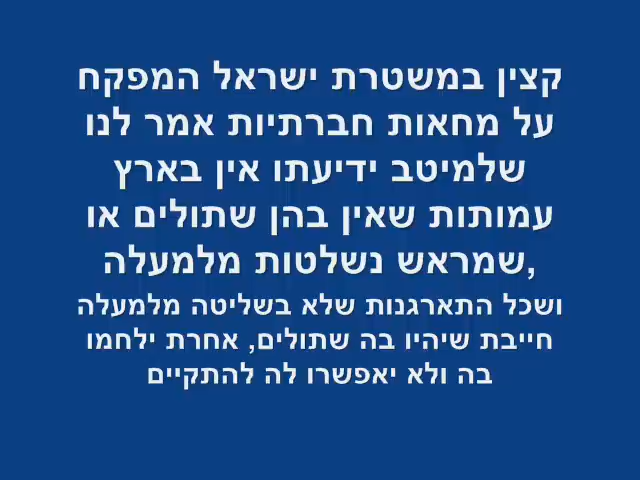 קצין במשטרת ישראל המפקח
על מחאות חברתיות אמר לנו
שלמיטב ידיעתו אין בארץ
עמותות שאין בהן שתולים או
שמראש נשלטות מלמעלה,
ושכל התארגנות שלא בשליטה מלמעלה
חייבת שיהיו בה שתולים, אחרת ילחמו
בה ולא יאפשרו לה להתקיים